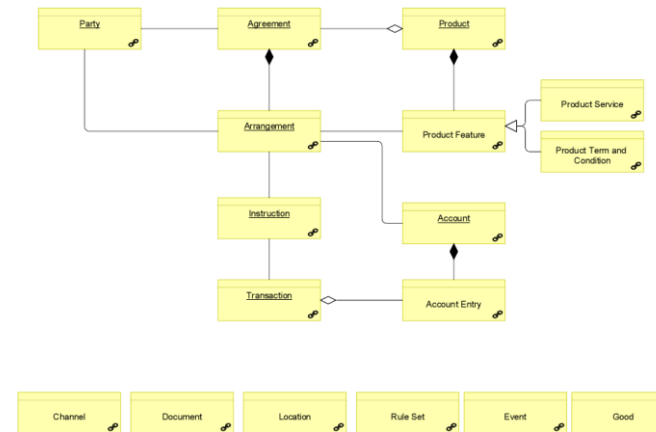 Party
Agreement
Product
Product Service
Arrangement
Product Feature
Product Term and
Condition
Instruction
Account
Transaction
Account Entry
Channel
Document
Location
Rule Set
Event
Good